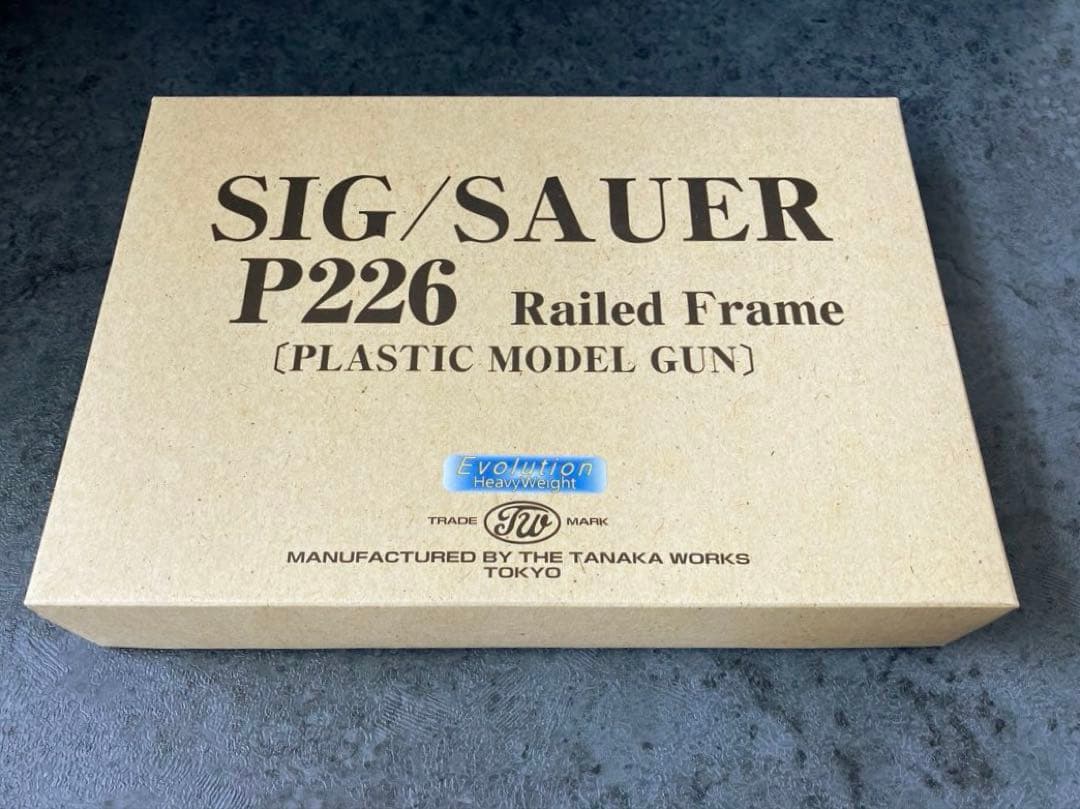 SIG/SAUER
P226 Railed Frame
〔PLASTIC MODEL GUN〕
Evolution
HeavyWeight
TRADE TW MARK
MANUFACTURED BY THE TANAKA WORKS
TOKYO